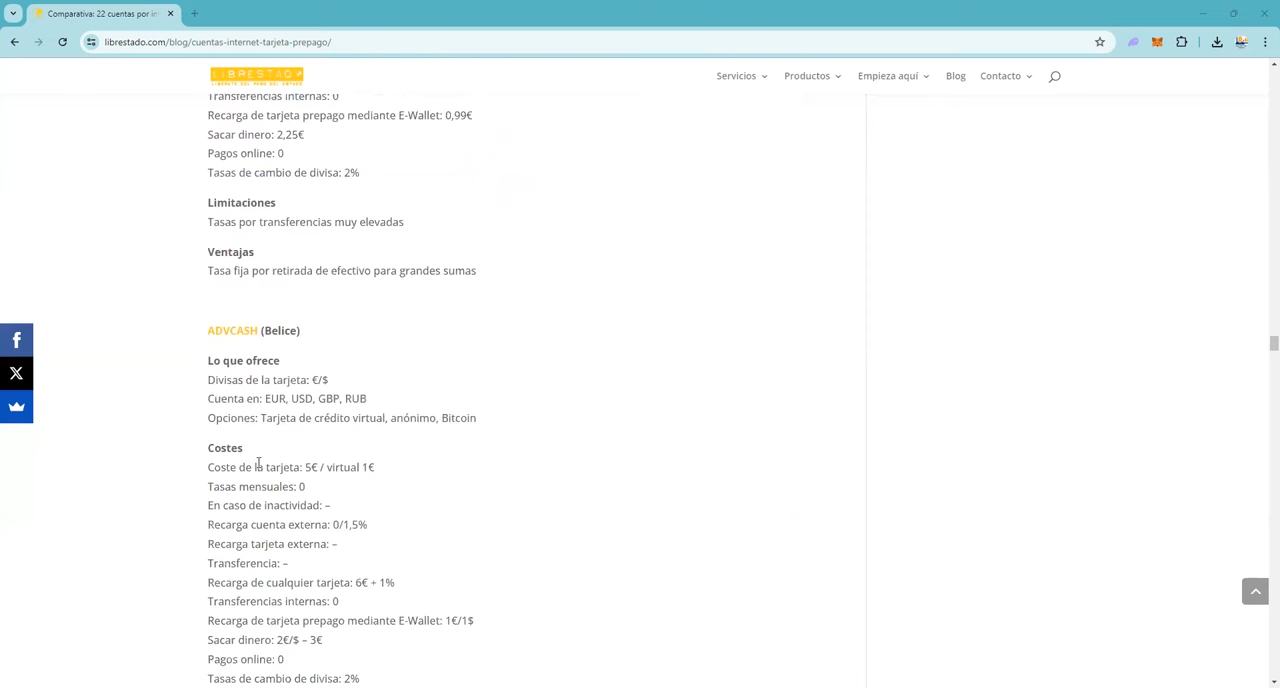 Comparativa: 22 cuentas por in
librestado.com/blog/cuentas-internet-tarjeta-prepago/
LIBRESTADO
Servicios
Productos
Empieza aquí
Blog
Contacto
Transferencias internas: 0
Recarga de tarjeta prepago mediante E-Wallet: 0,99€
Sacar dinero: 2,25€
Pagos online: 0
Tasas de cambio de divisa: 2%
Limitaciones
Tasas por transferencias muy elevadas
Ventajas
Tasa fija por retirada de efectivo para grandes sumas
ADVCASH (Belice)
Lo que ofrece
Divisas de la tarjeta: €/$
Cuenta en: EUR, USD, GBP, RUB
Opciones: Tarjeta de crédito virtual, anónimo, Bitcoin
Costes
Coste de la tarjeta: 5€ / virtual 1€
Tasas mensuales: 0
En caso de inactividad: –
Recarga cuenta externa: 0/1,5%
Recarga tarjeta externa: –
Transferencia: –
Recarga de cualquier tarjeta: 6€ + 1%
Transferencias internas: 0
Recarga de tarjeta prepago mediante E-Wallet: 1€/1$
Sacar dinero: 2€/$ – 3€
Pagos online: 0
Tasas de cambio de divisa: 2%